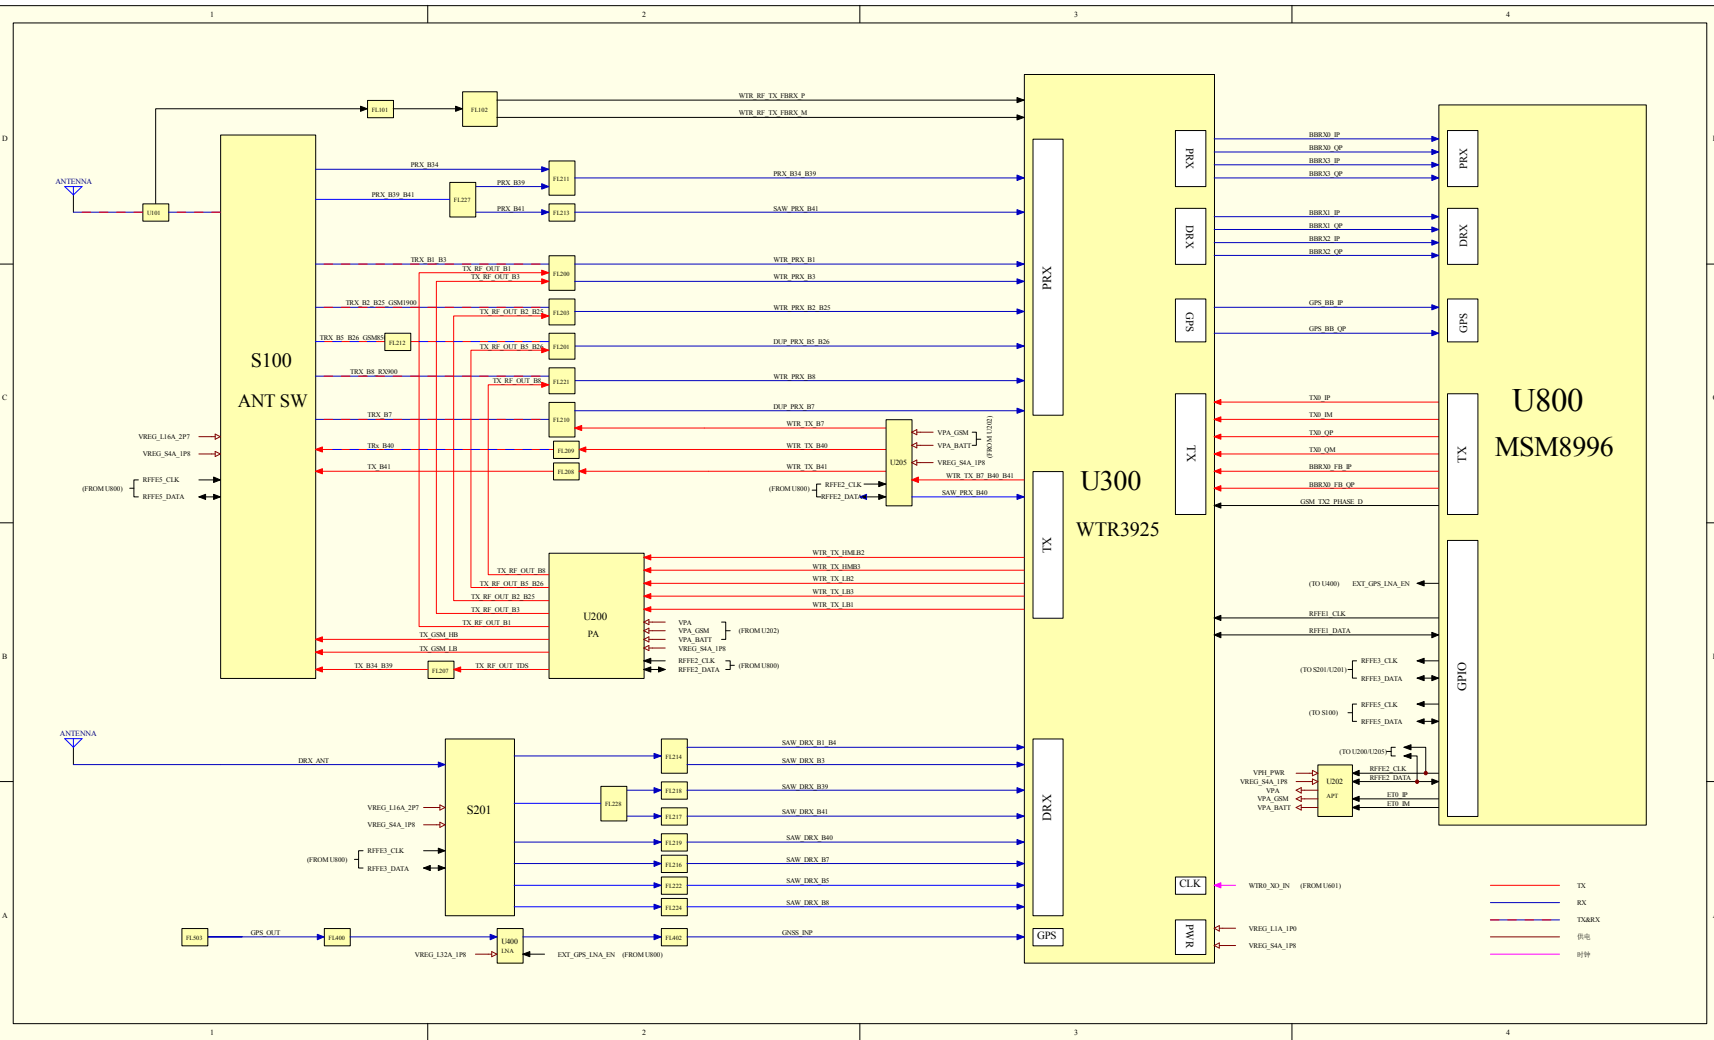 1 2 3 4
D
C
B
A
ANTENNA
U101
FL101
FL102
WTR_RF_TX_FBRX_P
WTR_RF_TX_FBRX_M
S100
ANT SW
PRX_B34
PRX_B39_B41
FL227
PRX_B39
PRX_B41
FL211
FL213
PRX_B34_B39
SAW_PRX_B41
TRX_B1_B3
TX_RF_OUT_B1
TX_RF_OUT_B3
FL200
WTR_PRX_B1
WTR_PRX_B3
TRX_B2_B25_GSM1900
TX_RF_OUT_B2_B25
FL203
WTR_PRX_B2_B25
TRX_B5_B26_GSM85
FL212
TX_RF_OUT_B5_B26
FL201
DUP_PRX_B5_B26
TRX_B8_RX900
TX_RF_OUT_B8
FL221
WTR_PRX_B8
TRX_B7
FL210
DUP_PRX_B7
WTR_TX_B7
TRx_B40
FL209
WTR_TX_B40
TX_B41
FL208
WTR_TX_B41
U205
VPA_GSM
VPA_BATT
(FROM U202)
VREG_S4A_1P8
WTR_TX_B7_B40_B41
SAW_PRX_B40
(FROM U800)
RFFE2_CLK
RFFE2_DATA
VREG_L16A_2P7
VREG_S4A_1P8
(FROM U800)
RFFE5_CLK
RFFE5_DATA
U200
PA
TX_RF_OUT_B8
TX_RF_OUT_B5_B26
TX_RF_OUT_B2_B25
TX_RF_OUT_B3
TX_RF_OUT_B1
TX_GSM_HB
TX_GSM_LB
TX_B34_B39
FL207
TX_RF_OUT_TDS
WTR_TX_HMLB2
WTR_TX_HMB3
WTR_TX_LB2
WTR_TX_LB3
WTR_TX_LB1
VPA
VPA_GSM
VPA_BATT
(FROM U202)
VREG_S4A_1P8
RFFE2_CLK
RFFE2_DATA
(FROM U800)
ANTENNA
DRX_ANT
S201
VREG_L16A_2P7
VREG_S4A_1P8
(FROM U800)
RFFE3_CLK
RFFE3_DATA
FL214
SAW_DRX_B1_B4
SAW_DRX_B3
FL228
FL218
SAW_DRX_B39
FL217
SAW_DRX_B41
FL219
SAW_DRX_B40
FL216
SAW_DRX_B7
FL222
SAW_DRX_B5
FL224
SAW_DRX_B8
FL503
GPS_OUT
FL400
U400
LNA
FL402
GNSS_INP
VREG_L32A_1P8
EXT_GPS_LNA_EN
(FROM U800)
U300
WTR3925
PRX
TX
DRX
GPS
PRX
DRX
GPS
TX
CLK
PWR
WTR0_XO_IN
(FROM U601)
VREG_L1A_1P0
VREG_S4A_1P8
BBRX0_IP
BBRX0_QP
BBRX3_IP
BBRX3_QP
BBRX1_IP
BBRX1_QP
BBRX2_IP
BBRX2_QP
GPS_BB_IP
GPS_BB_QP
TX0_IP
TX0_IM
TX0_QP
TX0_QM
BBRX0_FB_IP
BBRX0_FB_QP
GSM_TX2_PHASE_D
U800
MSM8996
PRX
DRX
GPS
TX
GPIO
(TO U400)
EXT_GPS_LNA_EN
RFFE1_CLK
RFFE1_DATA
(TO S201/U201)
RFFE3_CLK
RFFE3_DATA
(TO S100)
RFFE5_CLK
RFFE5_DATA
(TO U200/U205)
VPH_PWR
VREG_S4A_1P8
VPA
VPA_GSM
VPA_BATT
U202
APT
RFFE2_CLK
RFFE2_DATA
ET0_IP
ET0_IM
TX
RX
TX&RX
供电
时钟
1 2 3 4